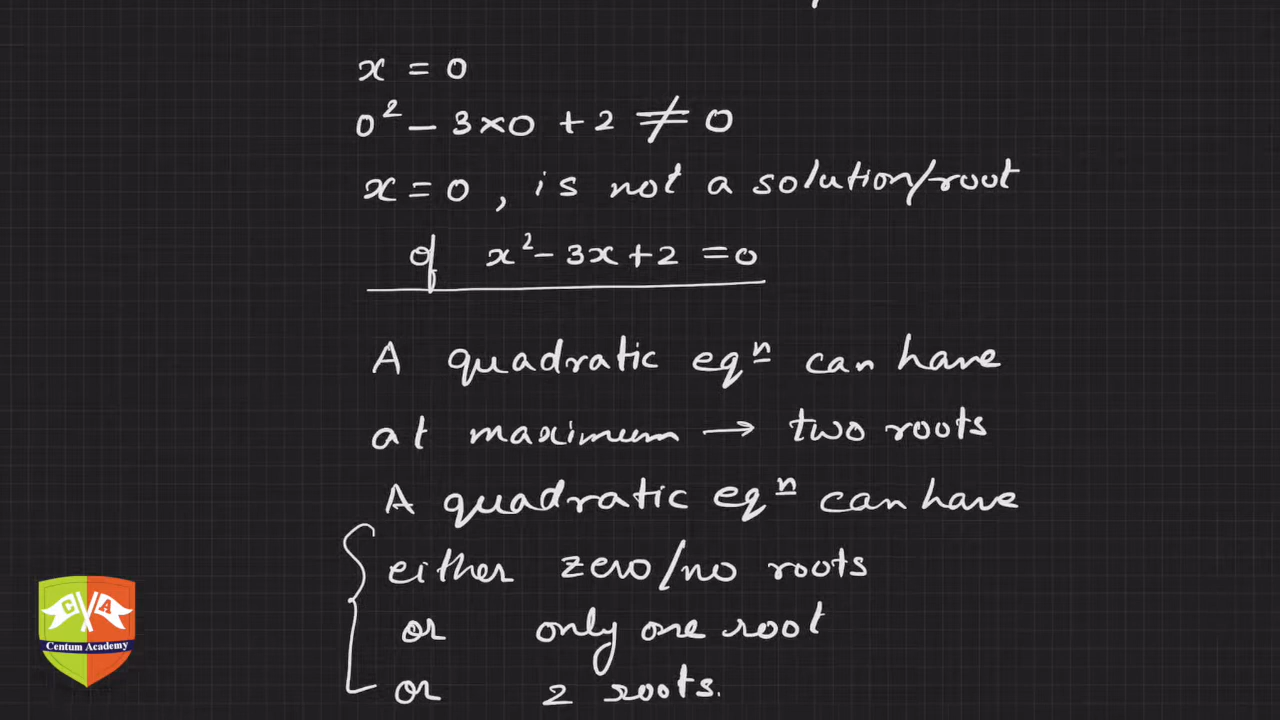 x = 0
0² – 3×0 + 2 ≠ 0
x = 0, is not a solution/root
of x² – 3x + 2 = 0
A quadratic eqⁿ can have
at maximum → two roots
A quadratic eqⁿ can have
either zero/no roots
or only one root
or 2 roots.
C A
Centum Academy